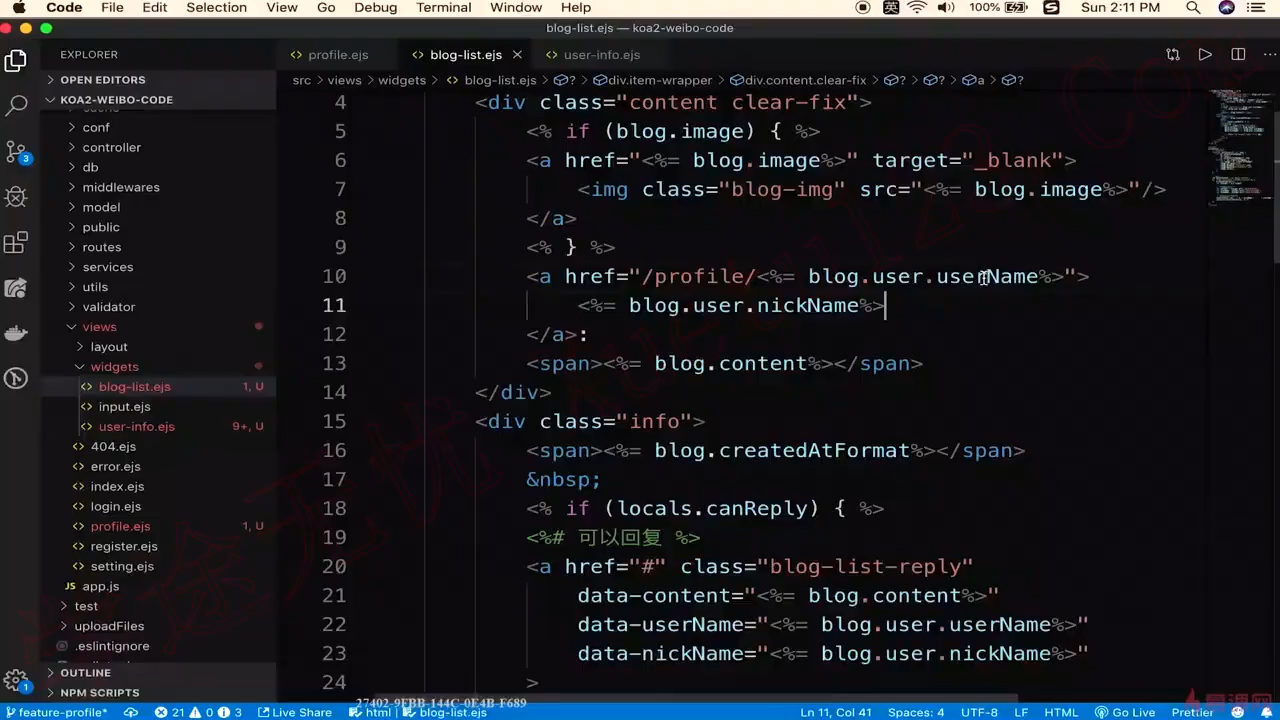 Code File Edit Selection View Go Debug Terminal Window Help 英 100% S Sun 2:11 PM
blog-list.ejs — koa2-weibo-code
EXPLORER
profile.ejs blog-list.ejs user-info.ejs
OPEN EDITORS
src > views > widgets > blog-list.ejs > ? > div.item-wrapper > div.content.clear-fix > ? > ? > a > ?
KOA2-WEIBO-CODE
conf
controller
db
middlewares
model
public
routes
services
utils
validator
views
layout
widgets
blog-list.ejs 1, U
input.ejs
user-info.ejs 9+, U
404.ejs
error.ejs
index.ejs
login.ejs
profile.ejs 1, U
register.ejs
setting.ejs
JS app.js
test
uploadFiles
.eslintignore
OUTLINE
NPM SCRIPTS
3
1
4 <div class="content clear-fix">
5 <% if (blog.image) { %>
6 <a href="<%= blog.image%>" target="_blank">
7 <img class="blog-img" src="<%= blog.image%>"/>
8 </a>
9 <% } %>
10 <a href="/profile/<%= blog.user.userName%>">
11 <%= blog.user.nickName%>
12 </a>:
13 <span><%= blog.content%></span>
14 </div>
15 <div class="info">
16 <span><%= blog.createdAtFormat%></span>
17 &nbsp;
18 <% if (locals.canReply) { %>
19 <%# 可以回复 %>
20 <a href="#" class="blog-list-reply"
21 data-content="<%= blog.content%>"
22 data-userName="<%= blog.user.userName%>"
23 data-nickName="<%= blog.user.nickName%>"
24 >
27402-9FBB-144C-0E4B-F689
feature-profile* 21 0 3 Live Share html blog-list.ejs Ln 11, Col 41 Spaces: 4 UTF-8 LF HTML Go Live Prettier